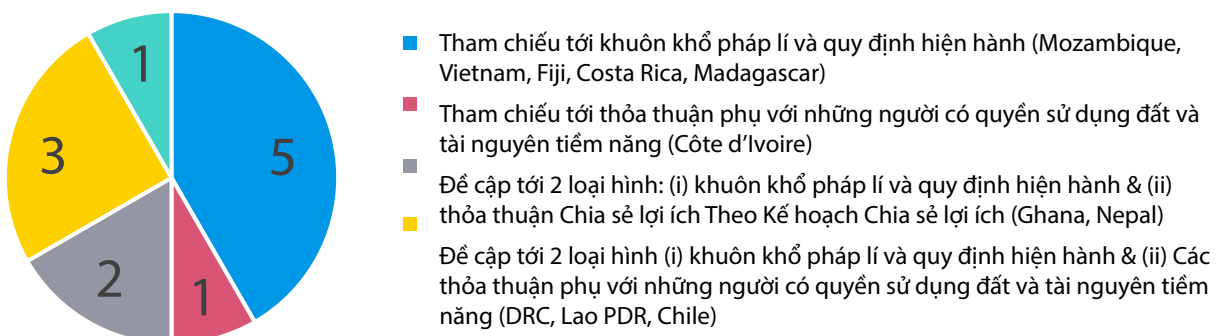 1
3
5
2
1
Tham chiếu tới khuôn khổ pháp lí và quy định hiện hành (Mozambique,
Vietnam, Fiji, Costa Rica, Madagascar)
Tham chiếu tới thỏa thuận phụ với những người có quyền sử dụng đất và
tài nguyên tiềm năng (Côte d’Ivoire)
Đề cập tới 2 loại hình: (i) khuôn khổ pháp lí và quy định hiện hành & (ii)
thỏa thuận Chia sẻ lợi ích Theo Kế hoạch Chia sẻ lợi ích (Ghana, Nepal)
Đề cập tới 2 loại hình (i) khuôn khổ pháp lí và quy định hiện hành & (ii) Các
thỏa thuận phụ với những người có quyền sử dụng đất và tài nguyên tiềm
năng (DRC, Lao PDR, Chile)